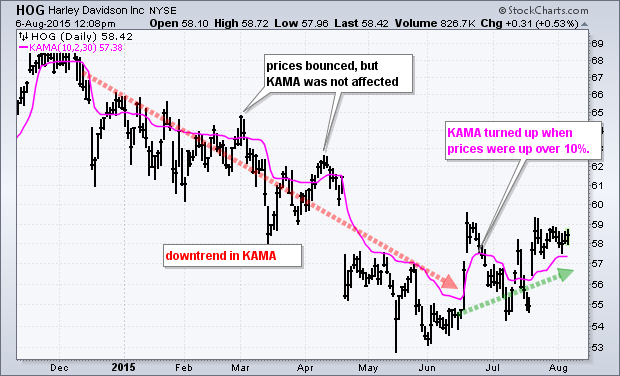 HOG Harley Davidson Inc NYSE © StockCharts.com
6-Aug-2015 12:08pm Open 58.10 High 58.72 Low 57.96 Last 58.42 Volume 826.7K Chg +0.31 (+0.53%)
HOG (Daily) 58.42
KAMA(10,2,30) 57.38
prices bounced, but
KAMA was not affected
KAMA turned up when
prices were up over 10%.
downtrend in KAMA
69
68
67
66
65
64
63
62
61
60
59
58
57
56
55
54
53
Dec 2015 Feb Mar Apr May Jun Jul Aug